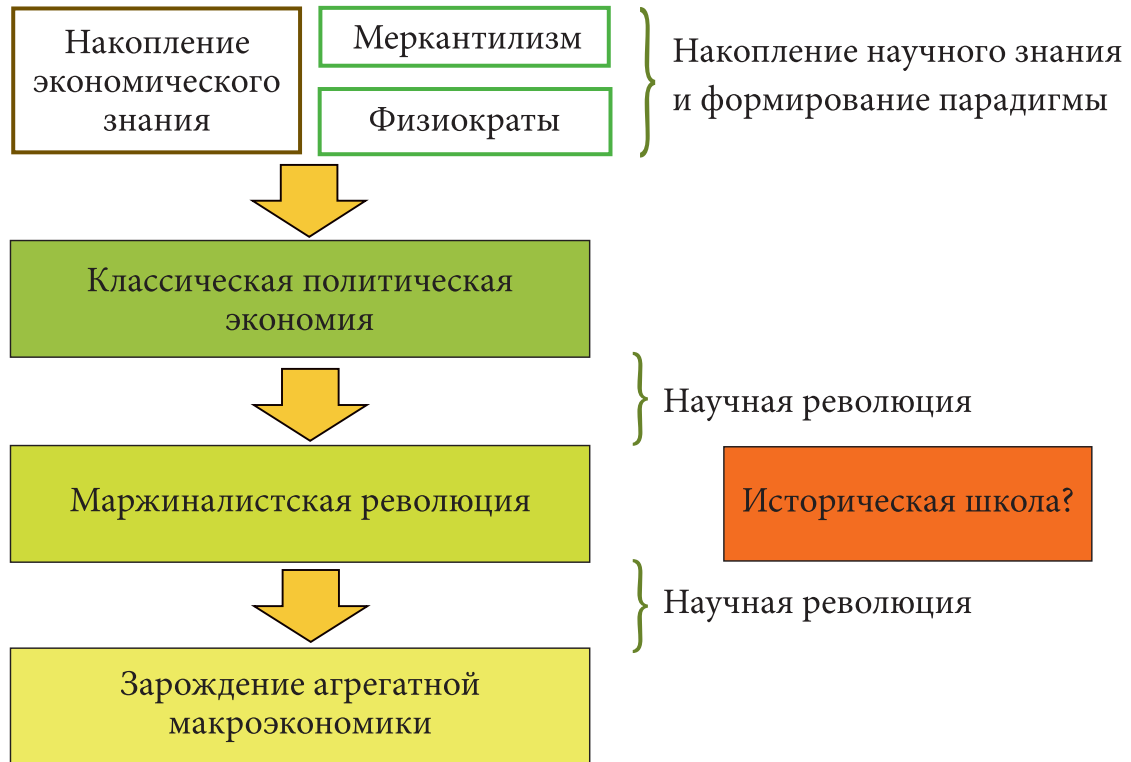 Накопление
экономического
знания
Меркантилизм
Физиократы
Накопление научного знания
и формирование парадигмы
Классическая политическая
экономия
Научная революция
Маржиналистская революция
Историческая школа?
Научная революция
Зарождение агрегатной
макроэкономики